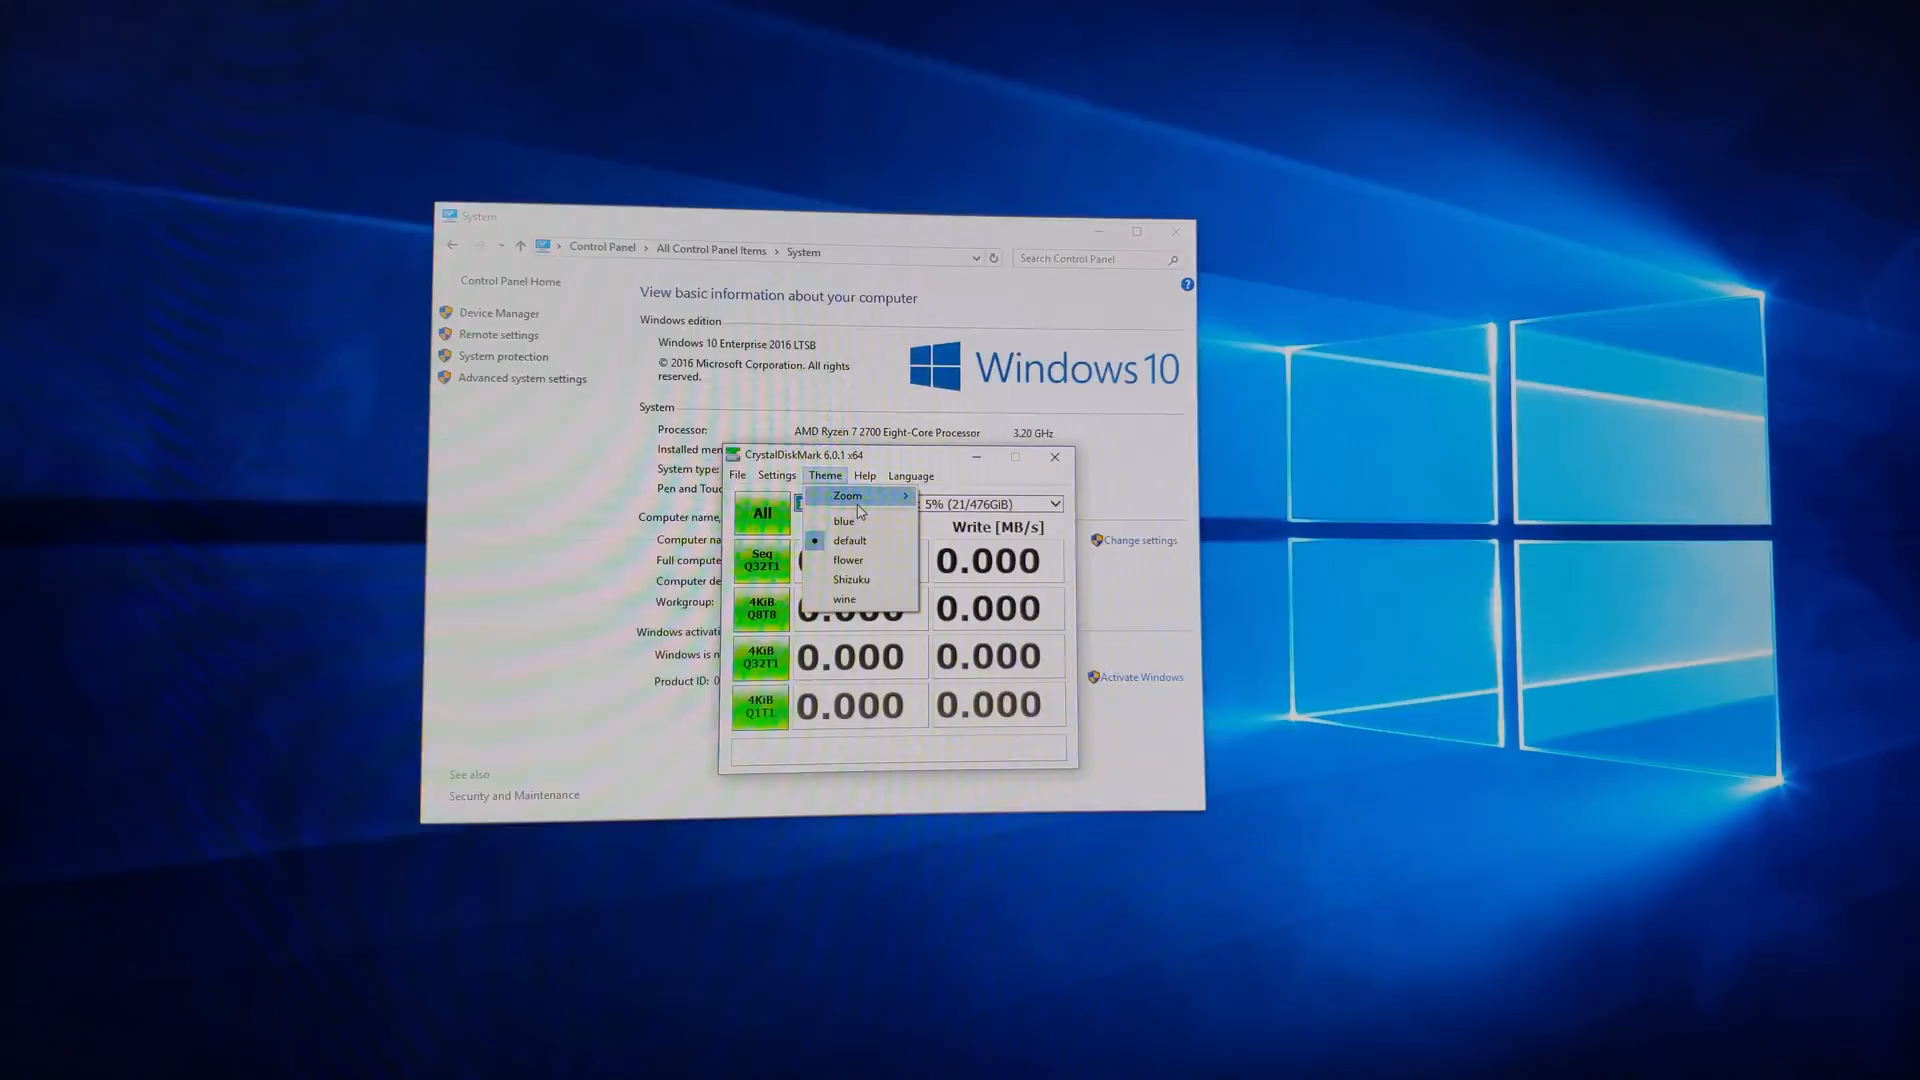 System
Control Panel > All Control Panel Items > System
Search Control Panel
Control Panel Home
Device Manager
Remote settings
System protection
Advanced system settings
See also
Security and Maintenance
View basic information about your computer
Windows edition
Windows 10 Enterprise 2016 LTSB
© 2016 Microsoft Corporation. All rights
reserved.
Windows 10
System
Processor: AMD Ryzen 7 2700 Eight-Core Processor 3.20 GHz
Installed
System type:
Pen and
Computer name,
Computer
Full
Computer
Workgroup:
Windows
Windows is
Product ID: 0
Change settings
Activate Windows
CrystalDiskMark 6.0.1 x64
File Settings Theme Help Language
Zoom
blue
default
flower
Shizuku
wine
All
5% (21/476GiB)
Write [MB/s]
Seq
Q32T1
0.000
4KiB
Q8T8
0.000 0.000
4KiB
Q32T1
0.000 0.000
4KiB
Q1T1
0.000 0.000